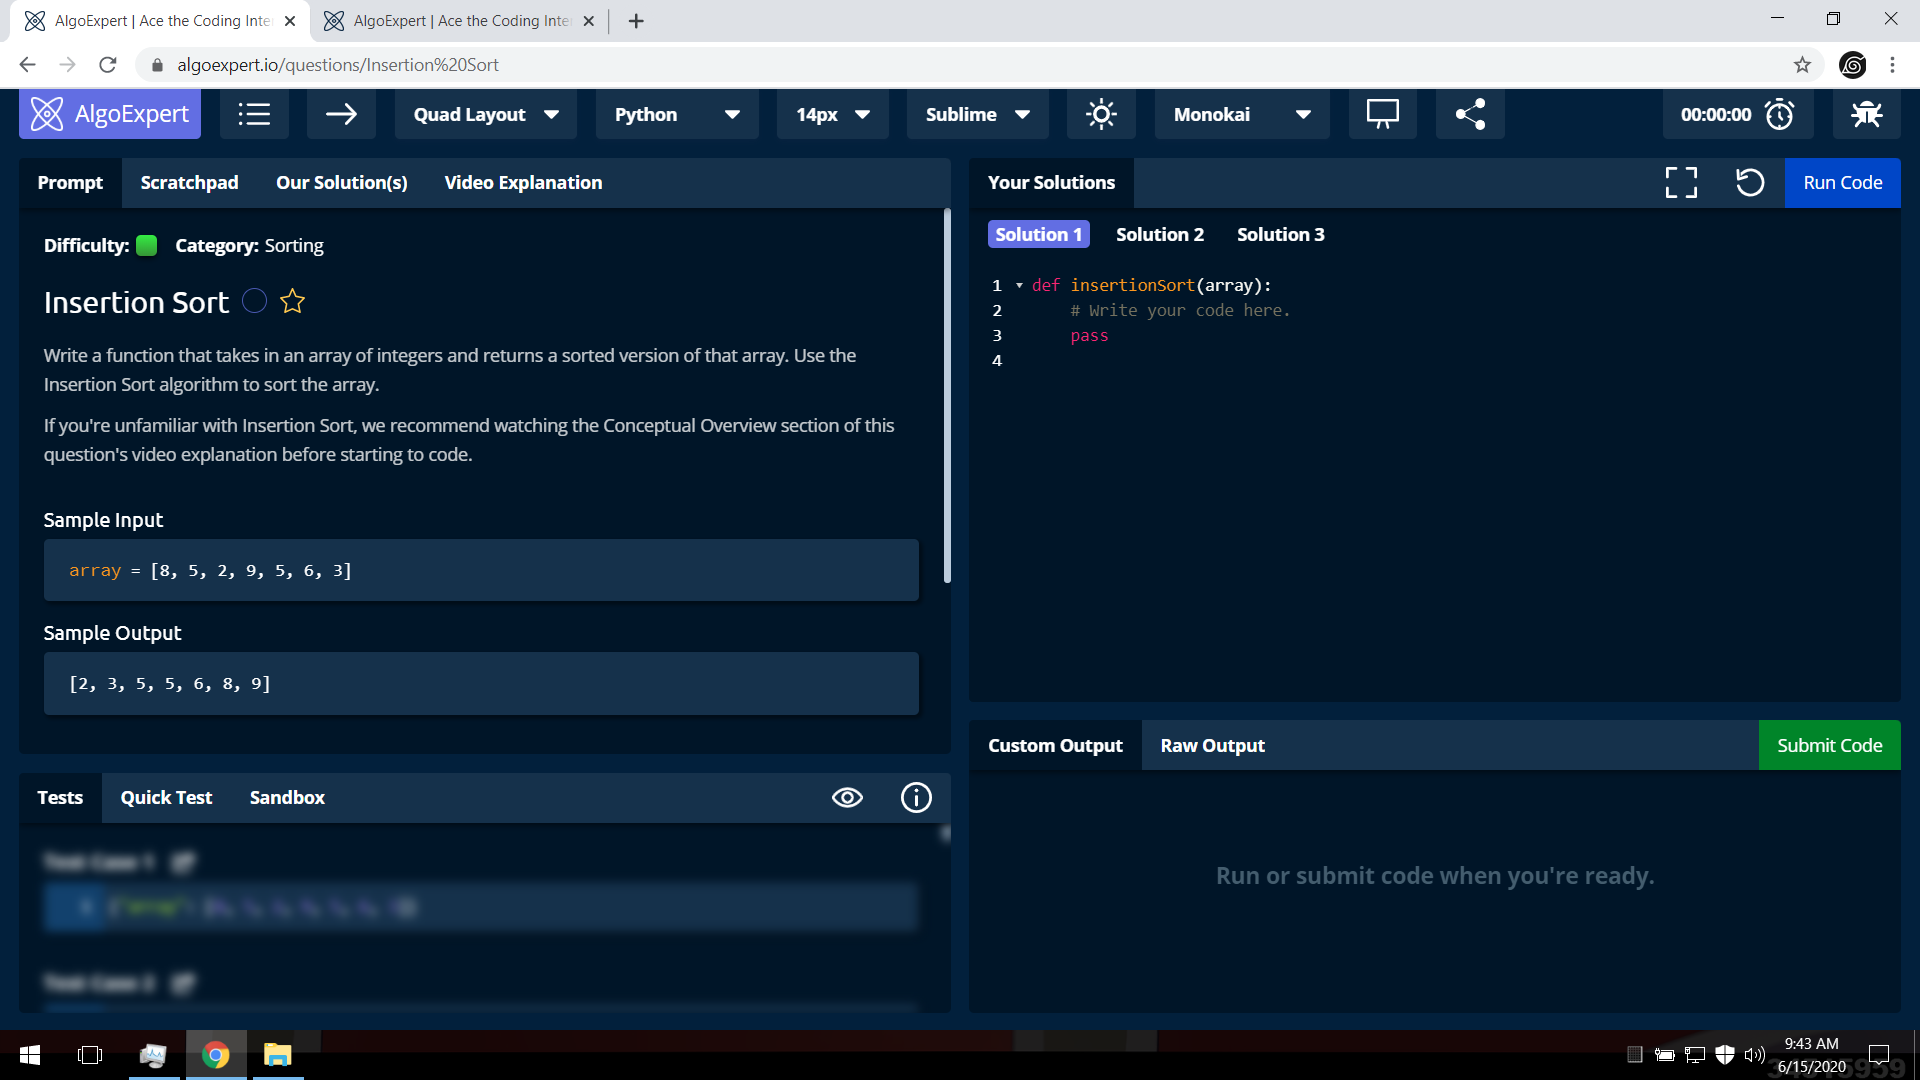 AlgoExpert | Ace the Coding Inte
AlgoExpert | Ace the Coding Inte
algoexpert.io/questions/Insertion%20Sort
AlgoExpert
Quad Layout
Python
14px
Sublime
Monokai
00:00:00
Prompt
Scratchpad
Our Solution(s)
Video Explanation
Difficulty:
Category: Sorting
Insertion Sort
Write a function that takes in an array of integers and returns a sorted version of that array. Use the
Insertion Sort algorithm to sort the array.
If you're unfamiliar with Insertion Sort, we recommend watching the Conceptual Overview section of this
question's video explanation before starting to code.
Sample Input
array = [8, 5, 2, 9, 5, 6, 3]
Sample Output
[2, 3, 5, 5, 6, 8, 9]
Tests
Quick Test
Sandbox
Test Case 1
Test Case 2
Your Solutions
Run Code
Solution 1
Solution 2
Solution 3
1 def insertionSort(array):
2 # Write your code here.
3 pass
4
Custom Output
Raw Output
Submit Code
Run or submit code when you're ready.
9:43 AM
6/15/2020